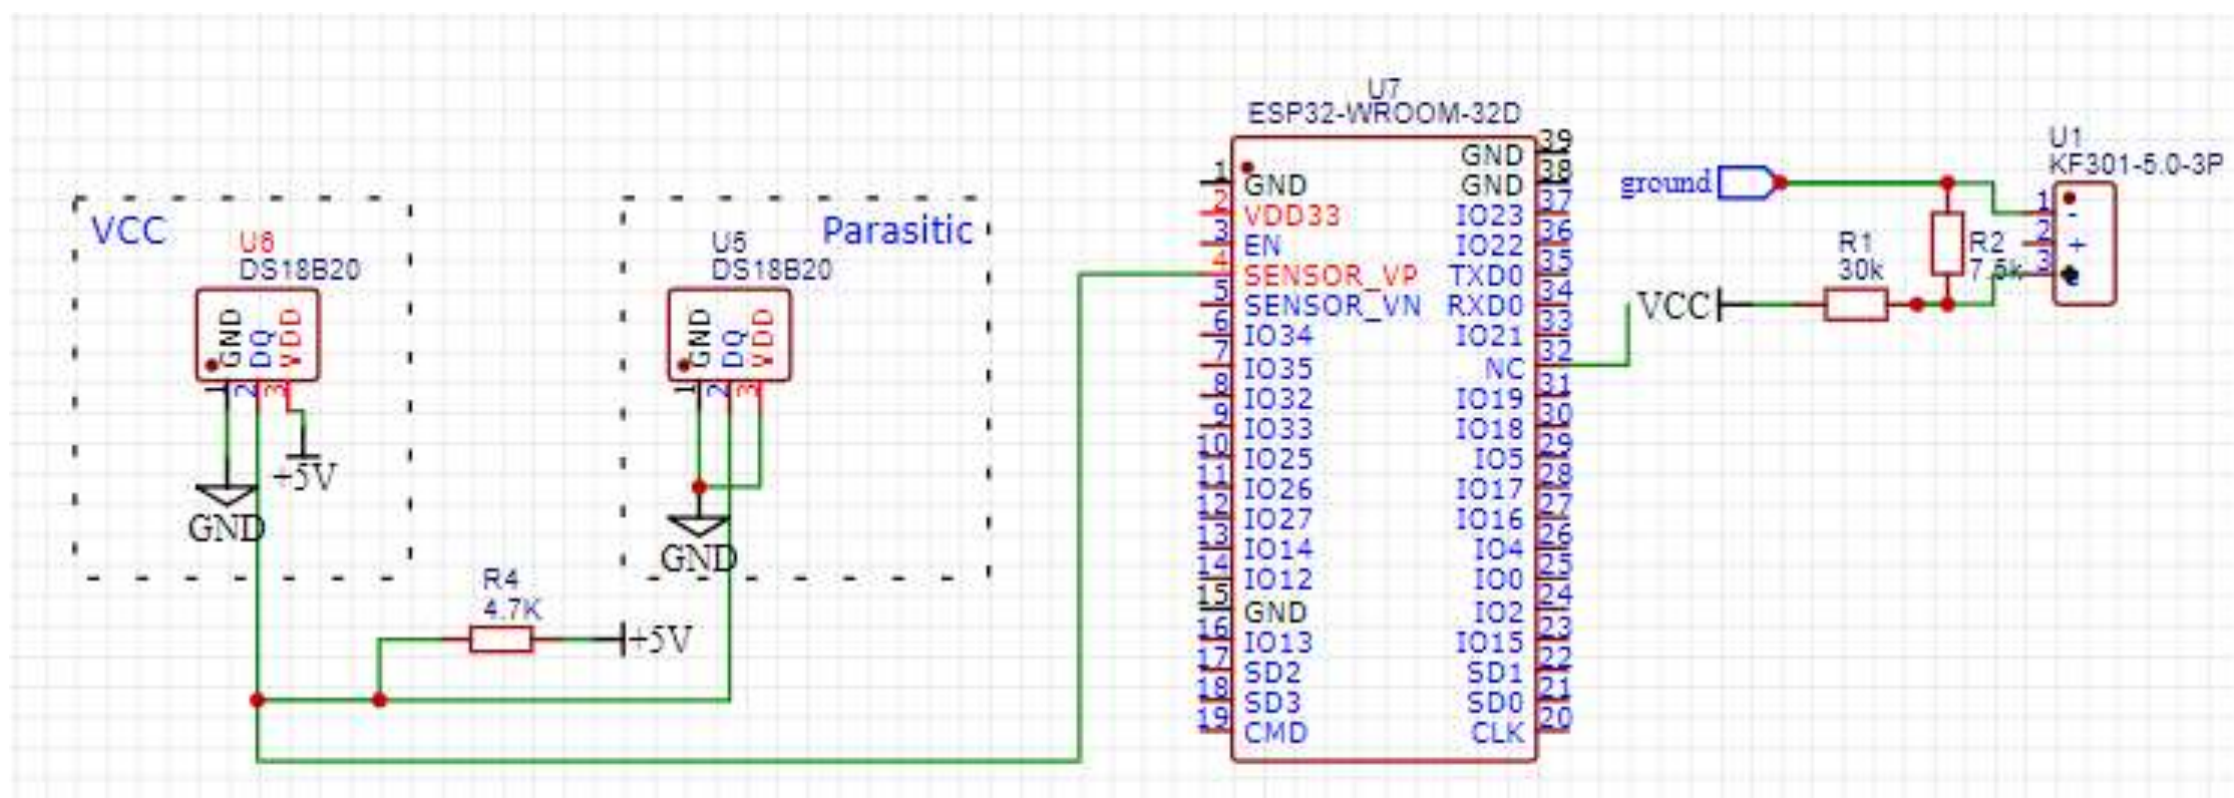 VCC
U6
DS18B20
GND
DQ
VDD
1
2
3
+5V
GND
Parasitic
U5
DS18B20
GND
DQ
VDD
1
2
3
GND
R4
4.7K
+5V
U7
ESP32-WROOM-32D
1 GND
2 VDD33
3 EN
4 SENSOR_VP
5 SENSOR_VN
6 IO34
7 IO35
8 IO32
9 IO33
10 IO25
11 IO26
12 IO27
13 IO14
14 IO12
15 GND
16 IO13
17 SD2
18 SD3
19 CMD
GND 39
GND 38
IO23 37
IO22 36
TXD0 35
RXD0 34
IO21 33
NC 32
IO19 31
IO18 30
IO5 29
IO17 28
IO16 27
IO4 26
IO0 25
IO2 24
IO15 23
SD1 22
SD0 21
CLK 20
ground
VCC
R1
30k
R2
7.5k
U1
KF301-5.0-3P
1 -
2 +
3